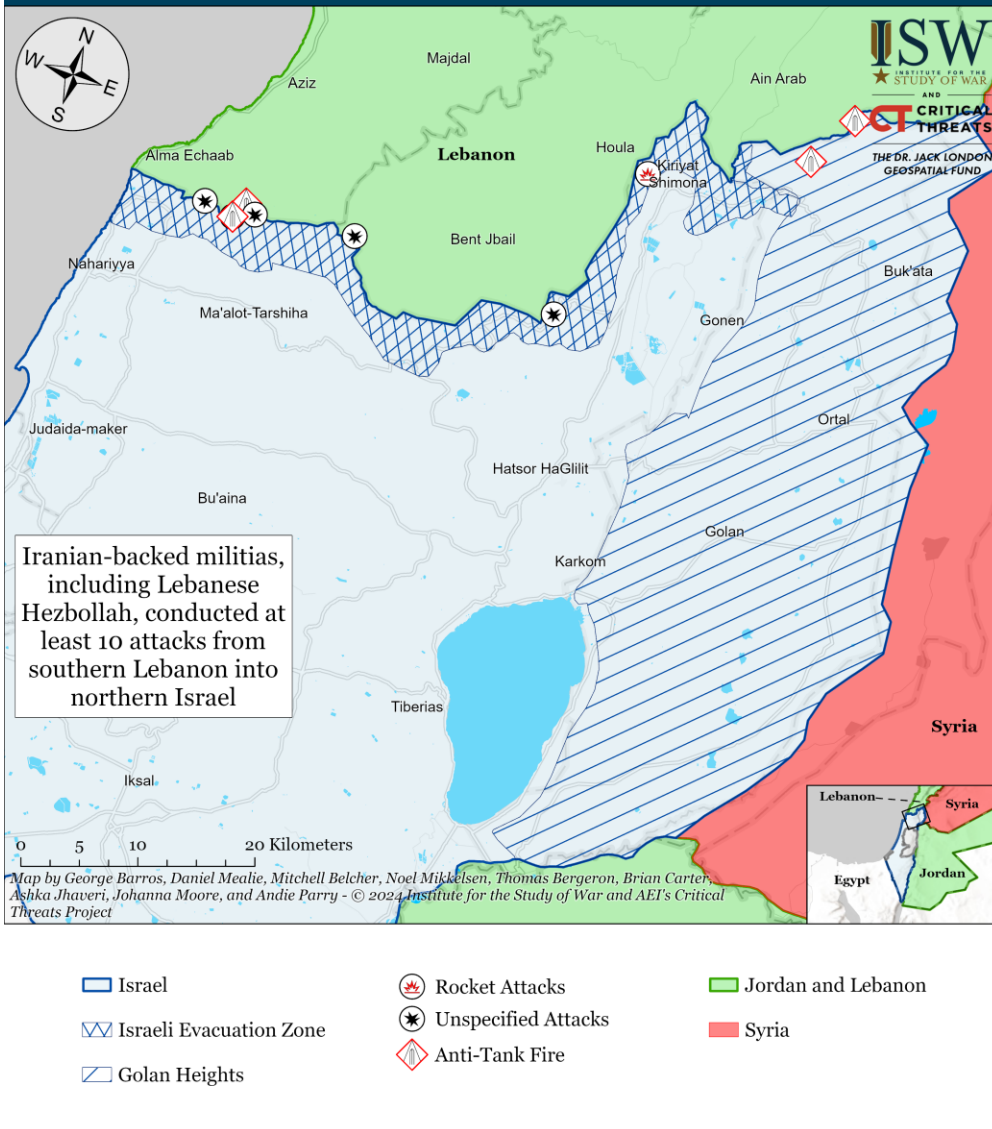 N
W
E
S
Majdal
Aziz
Ain Arab
ISW
INSTITUTE FOR THE
STUDY OF WAR
AND
CT CRITICAL
THREATS
THE DR. JACK LONDON
GEOSPATIAL FUND
Alma Echaab
Lebanon
Houla
Kiriyat
Shimona
Bent Jbail
Nahariyya
Buk'ata
Ma'alot-Tarshiha
Gonen
Judaida-maker
Ortal
Hatsor HaGlilit
Bu'aina
Golan
Karkom
Iranian-backed militias,
including Lebanese
Hezbollah, conducted at
least 10 attacks from
southern Lebanon into
northern Israel
Tiberias
Syria
Iksal
0 5 10 20 Kilometers
Map by George Barros, Daniel Mealie, Mitchell Belcher, Noel Mikkelsen, Thomas Bergeron, Brian Carter,
Ashka Jhaveri, Johanna Moore, and Andie Parry - © 2024 Institute for the Study of War and AEI's Critical
Threats Project
Lebanon
Syria
Egypt
Jordan
Israel
Israeli Evacuation Zone
Golan Heights
Rocket Attacks
Unspecified Attacks
Anti-Tank Fire
Jordan and Lebanon
Syria